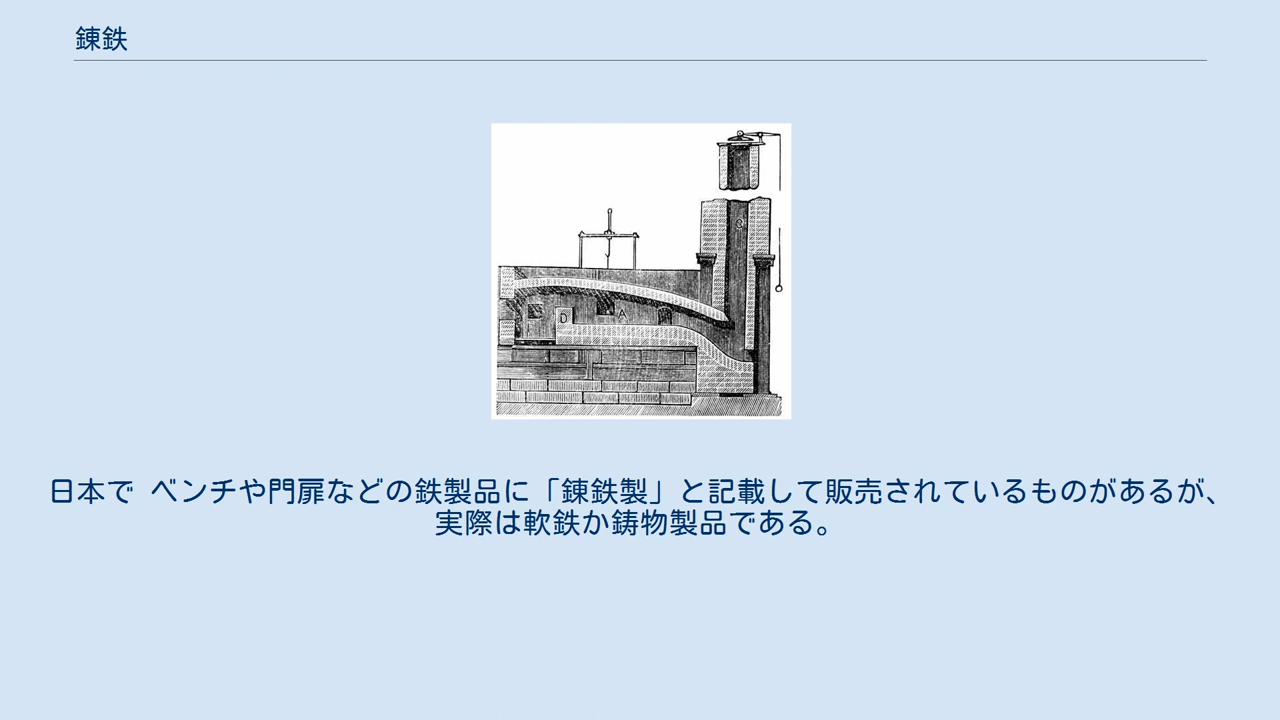 錬鉄
D
A
日本で ベンチや門扉などの鉄製品に「錬鉄製」と記載して販売されているものがあるが、
実際は軟鉄か鋳物製品である。